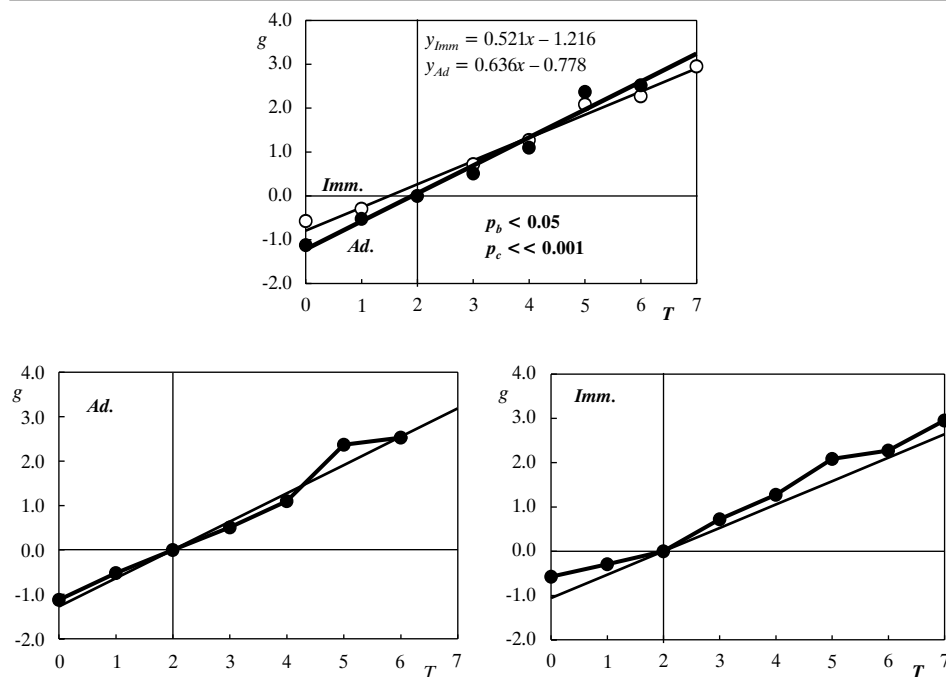 4.0
g
y_Imm = 0.521x – 1.216
y_Ad = 0.636x – 0.778
3.0
2.0
1.0
Imm.
0.0
p_b < 0.05
-1.0
Ad.
p_c << 0.001
-2.0
0 1 2 3 4 5 6 7
T
4.0
g
Ad.
3.0
2.0
1.0
0.0
-1.0
-2.0
0 1 2 3 4 5 6 7
T
4.0
g
Imm.
3.0
2.0
1.0
0.0
-1.0
-2.0
0 1 2 3 4 5 6 7
T